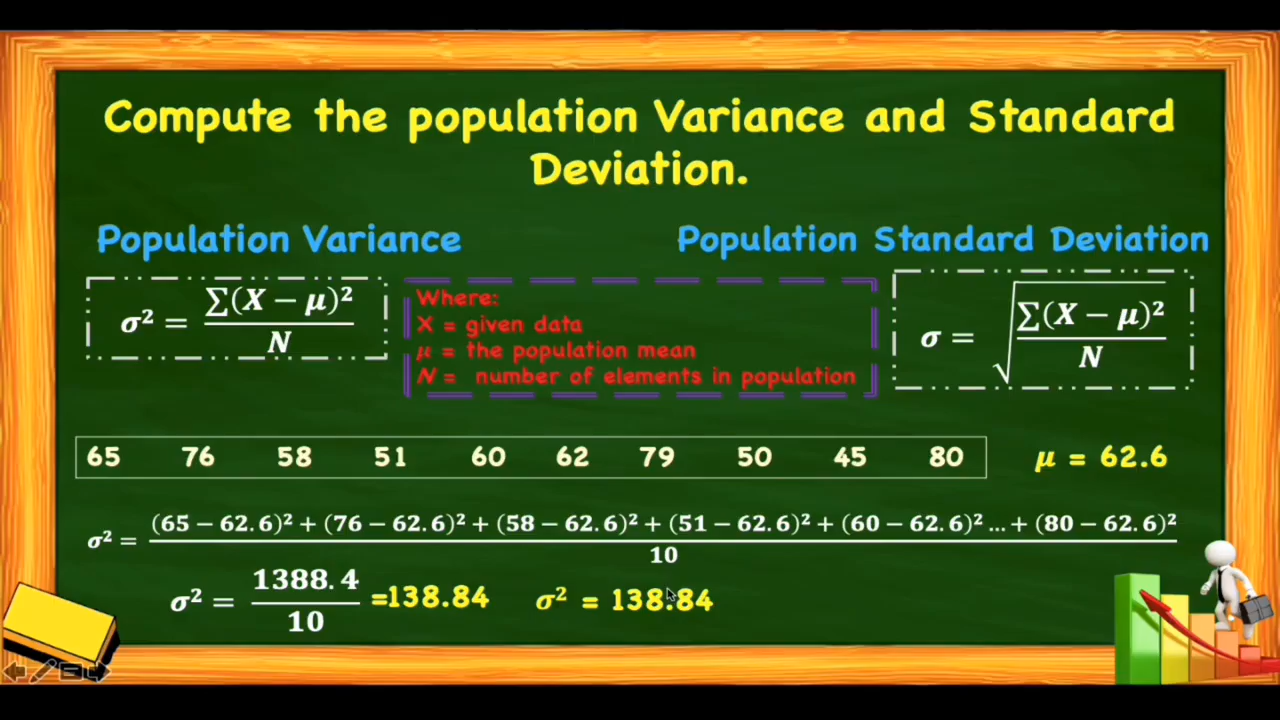 Compute the population Variance and Standard
Deviation.
Population Variance
Population Standard Deviation
σ² = ∑(X − μ)² / N
Where:
X = given data
μ = the population mean
N = number of elements in population
σ = √(∑(X − μ)² / N)
65 76 58 51 60 62 79 50 45 80
μ = 62.6
σ² = (65 − 62.6)² + (76 − 62.6)² + (58 − 62.6)² + (51 − 62.6)² + (60 − 62.6)² ... + (80 − 62.6)² / 10
σ² = 1388.4 / 10 =138.84 σ² = 138.84